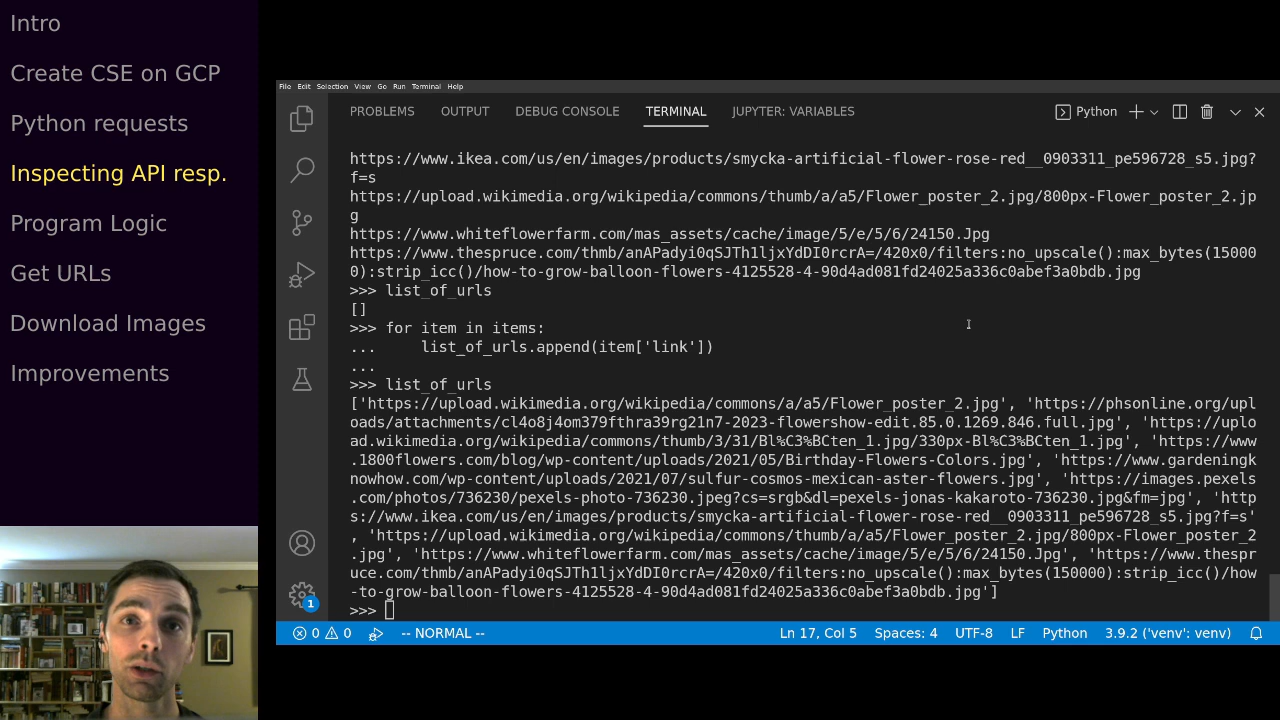 Intro
Create CSE on GCP
Python requests
Inspecting API resp.
Program Logic
Get URLs
Download Images
Improvements
File Edit Selection View Go Run Terminal Help
PROBLEMS OUTPUT DEBUG CONSOLE TERMINAL JUPYTER: VARIABLES Python
https://www.ikea.com/us/en/images/products/smycka-artificial-flower-rose-red__0903311_pe596728_s5.jpg?
f=s
https://upload.wikimedia.org/wikipedia/commons/thumb/a/a5/Flower_poster_2.jpg/800px-Flower_poster_2.jp
g
https://www.whiteflowerfarm.com/mas_assets/cache/image/5/e/5/6/24150.Jpg
https://www.thespruce.com/thmb/anAPadyi0qSJTh1ljxYdDI0rcrA=/420x0/filters:no_upscale():max_bytes(15000
0):strip_icc()/how-to-grow-balloon-flowers-4125528-4-90d4ad081fd24025a336c0abef3a0bdb.jpg
>>> list_of_urls
[]
>>> for item in items:
...     list_of_urls.append(item['link'])
...
>>> list_of_urls
['https://upload.wikimedia.org/wikipedia/commons/a/a5/Flower_poster_2.jpg', 'https://phsonline.org/upl
oads/attachments/cl4o8j4om379fthra39rg21n7-2023-flowershow-edit.85.0.1269.846.full.jpg', 'https://uplo
ad.wikimedia.org/wikipedia/commons/thumb/3/31/Bl%C3%BCten_1.jpg/330px-Bl%C3%BCten_1.jpg', 'https://www
.1800flowers.com/blog/wp-content/uploads/2021/05/Birthday-Flowers-Colors.jpg', 'https://www.gardeningk
nowhow.com/wp-content/uploads/2021/07/sulfur-cosmos-mexican-aster-flowers.jpg', 'https://images.pexels
.com/photos/736230/pexels-photo-736230.jpeg?cs=srgb&dl=pexels-jonas-kakaroto-736230.jpg&fm=jpg', 'http
s://www.ikea.com/us/en/images/products/smycka-artificial-flower-rose-red__0903311_pe596728_s5.jpg?f=s'
, 'https://upload.wikimedia.org/wikipedia/commons/thumb/a/a5/Flower_poster_2.jpg/800px-Flower_poster_2
.jpg', 'https://www.whiteflowerfarm.com/mas_assets/cache/image/5/e/5/6/24150.Jpg', 'https://www.thespr
uce.com/thmb/anAPadyi0qSJTh1ljxYdDI0rcrA=/420x0/filters:no_upscale():max_bytes(150000):strip_icc()/how
-to-grow-balloon-flowers-4125528-4-90d4ad081fd24025a336c0abef3a0bdb.jpg']
>>>
1
0 0 -- NORMAL -- Ln 17, Col 5 Spaces: 4 UTF-8 LF Python 3.9.2 ('venv': venv)